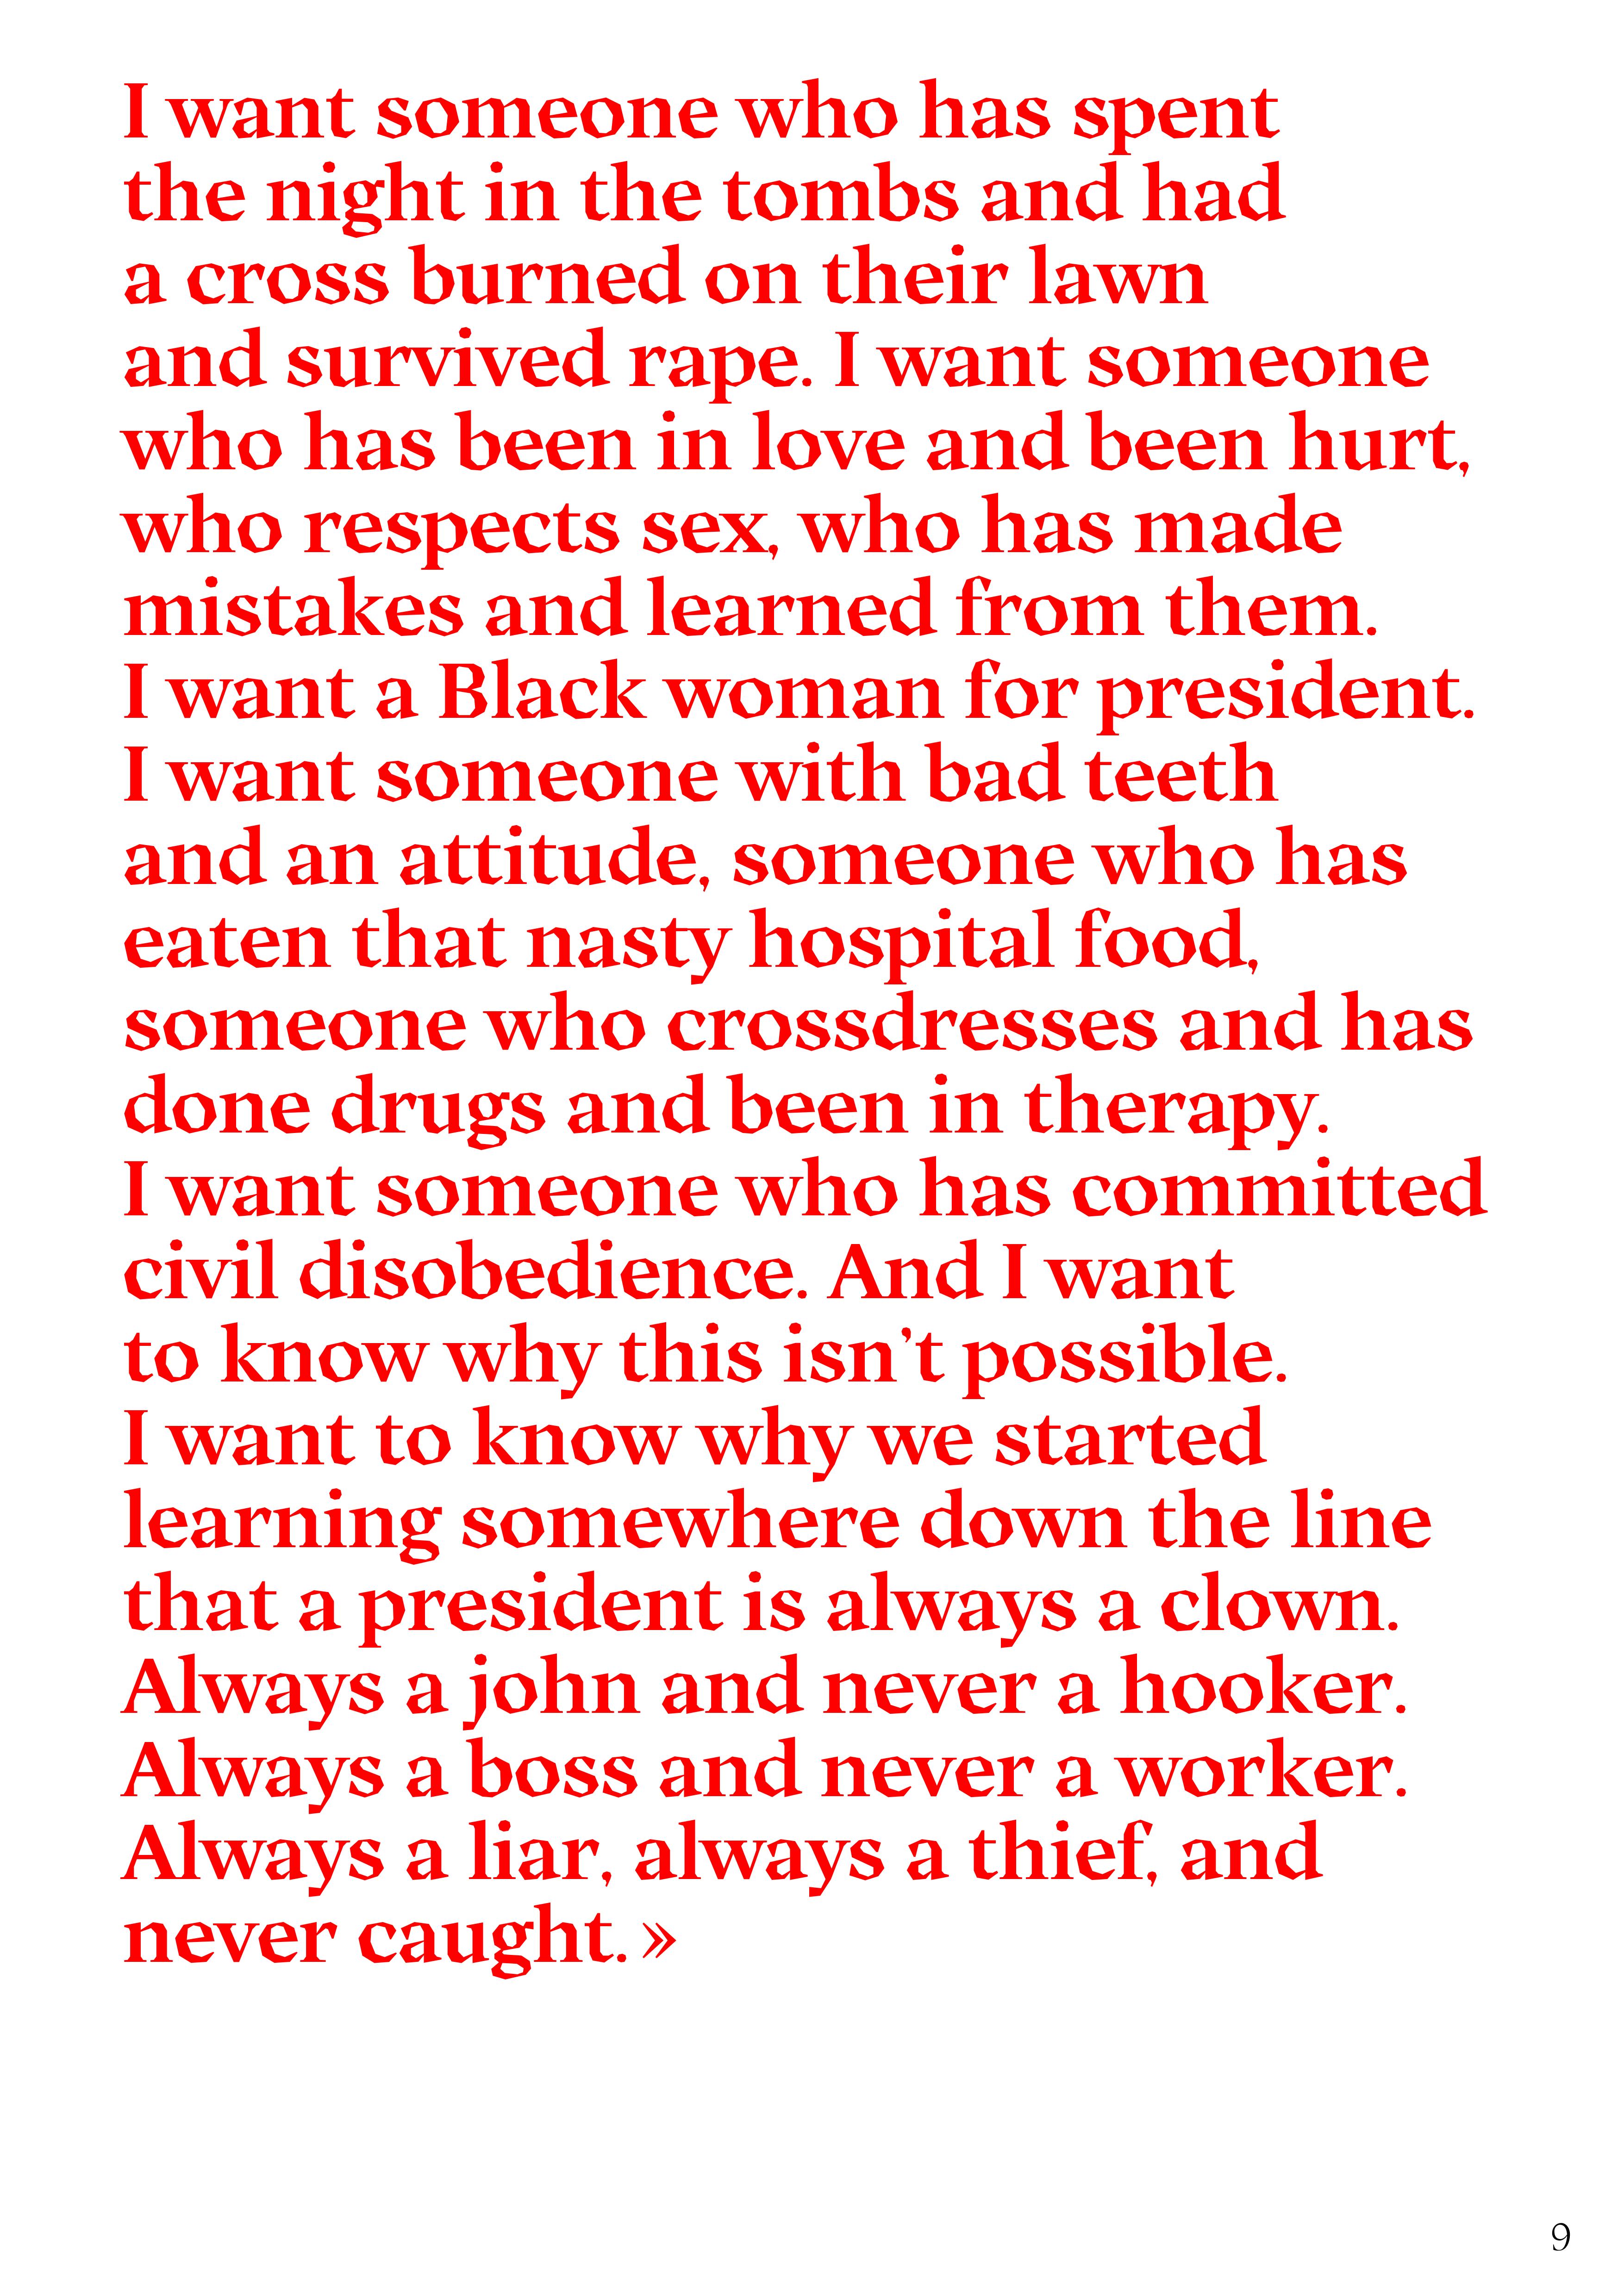 I want someone who has spent
the night in the tombs and had
a cross burned on their lawn
and survived rape. I want someone
who has been in love and been hurt,
who respects sex, who has made
mistakes and learned from them.
I want a Black woman for president.
I want someone with bad teeth
and an attitude, someone who has
eaten that nasty hospital food,
someone who crossdresses and has
done drugs and been in therapy.
I want someone who has committed
civil disobedience. And I want
to know why this isn’t possible.
I want to know why we started
learning somewhere down the line
that a president is always a clown.
Always a john and never a hooker.
Always a boss and never a worker.
Always a liar, always a thief, and
never caught. »
9